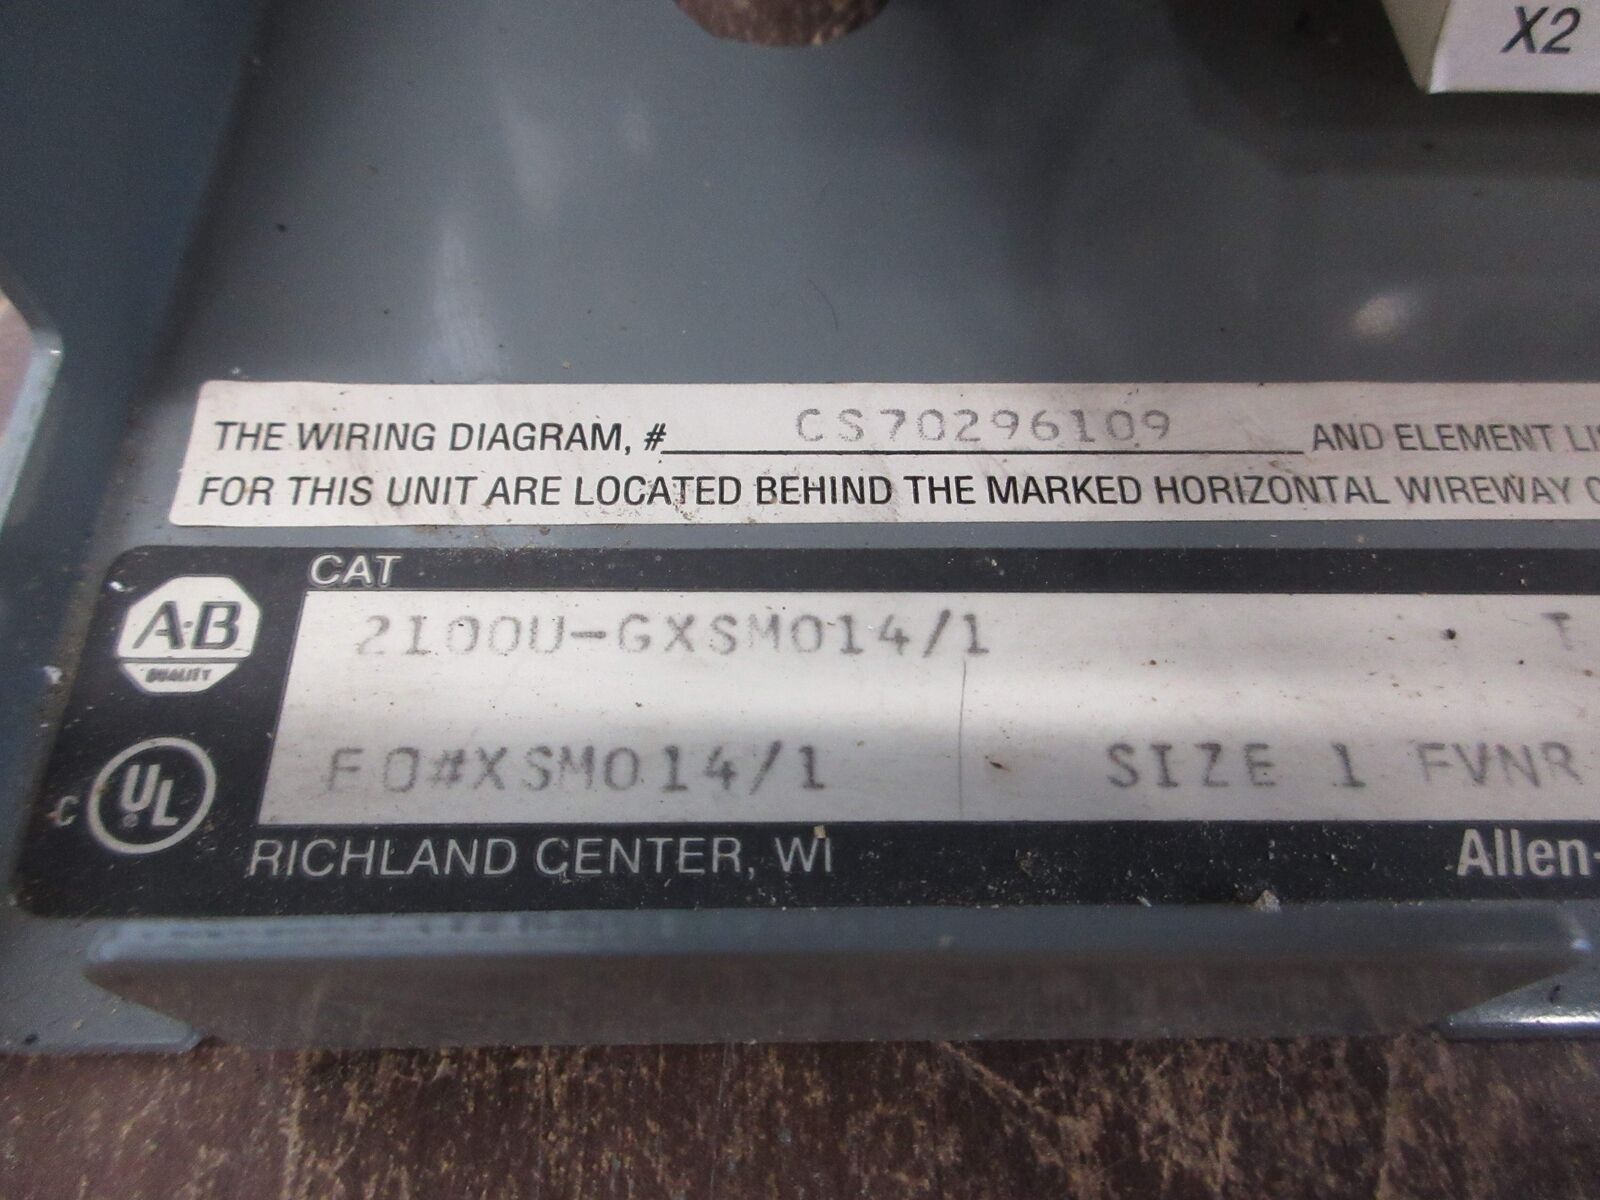 X2
THE WIRING DIAGRAM, # CS70296109 AND ELEMENT
FOR THIS UNIT ARE LOCATED BEHIND THE MARKED HORIZONTAL WIREWAY
CAT
A-B
QUALITY
2100U-GXSM014/1
FO#XSM014/1 SIZE 1 FVNR
C UL
RICHLAND CENTER, WI Allen-